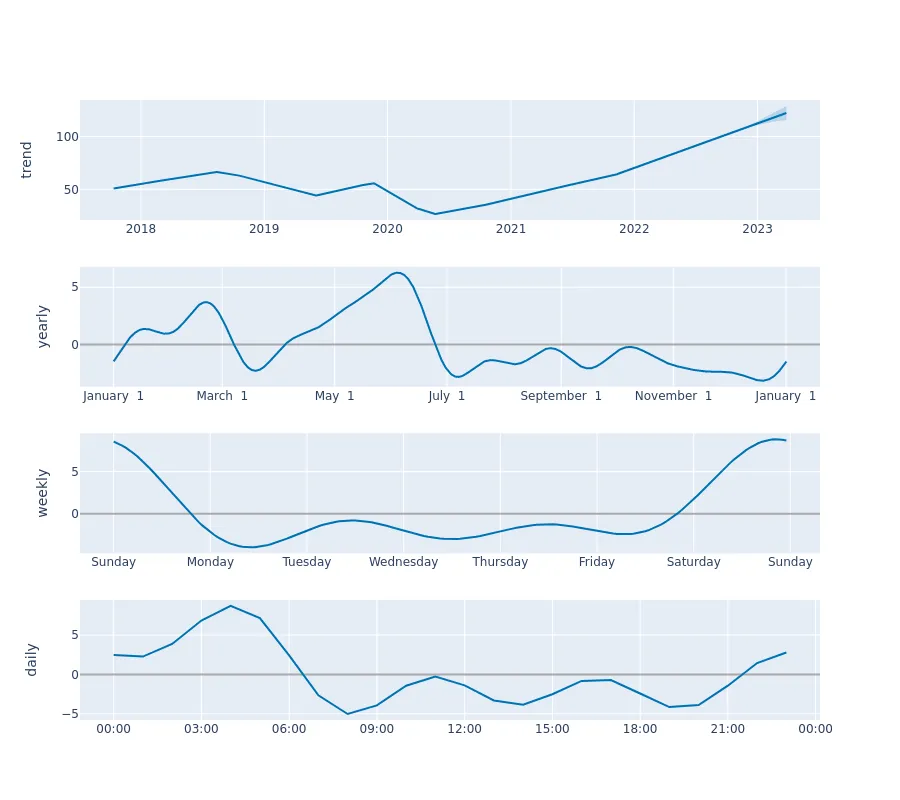 trend
100
50
2018 2019 2020 2021 2022 2023
yearly
5
0
January 1 March 1 May 1 July 1 September 1 November 1 January 1
weekly
5
0
Sunday Monday Tuesday Wednesday Thursday Friday Saturday Sunday
daily
5
0
−5
00:00 03:00 06:00 09:00 12:00 15:00 18:00 21:00 00:00